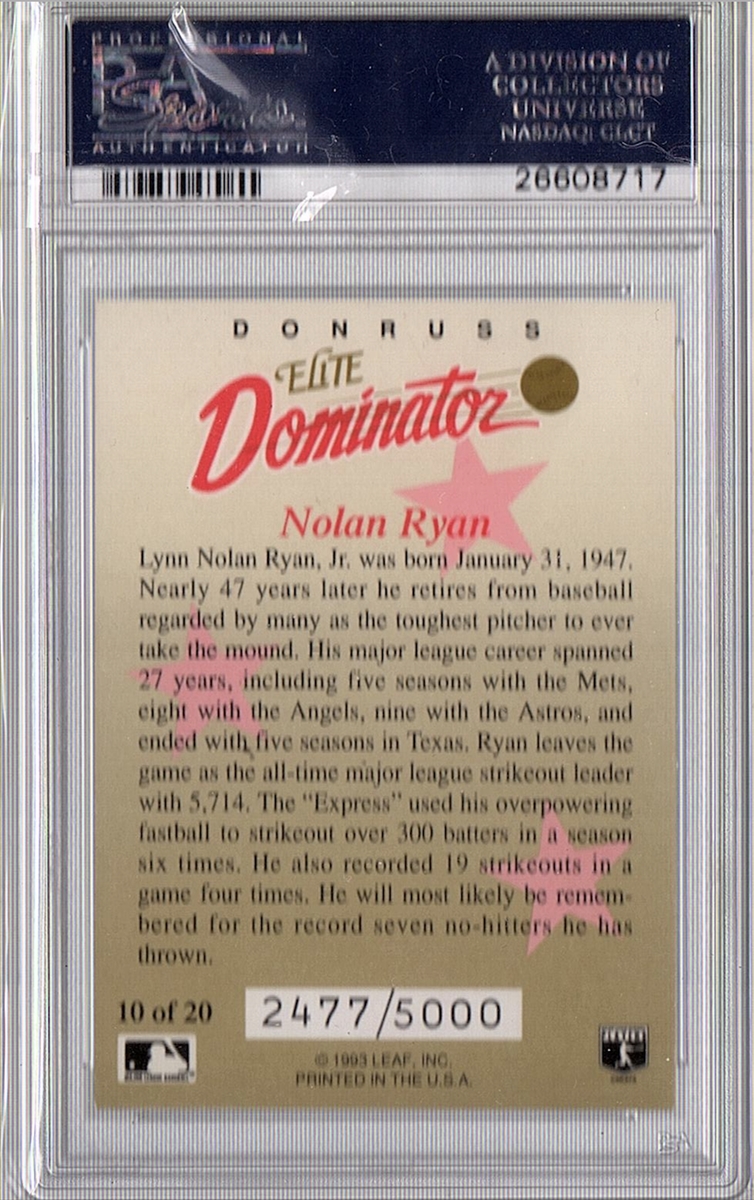 PROFESSIONAL
PSA
AUTHENTICATOR
A DIVISION OF
COLLECTORS
UNIVERSE
NASDAQ: CLCT
26608717
DONRUSS
ELITE
Dominator
Nolan Ryan
Lynn Nolan Ryan, Jr. was born January 31, 1947.
Nearly 47 years later he retires from baseball
regarded by many as the toughest pitcher to ever
take the mound. His major league career spanned
27 years, including five seasons with the Mets,
eight with the Angels, nine with the Astros, and
ended with five seasons in Texas. Ryan leaves the
game as the all-time major league strikeout leader
with 5,714. The “Express” used his overpowering
fastball to strikeout over 300 batters in a season
six times. He also recorded 19 strikeouts in a
game four times. He will most likely be remem-
bered for the record seven no-hitters he has
thrown.
10 of 20
2477/5000
© 1993 LEAF, INC.
PRINTED IN THE U.S.A.
PSA